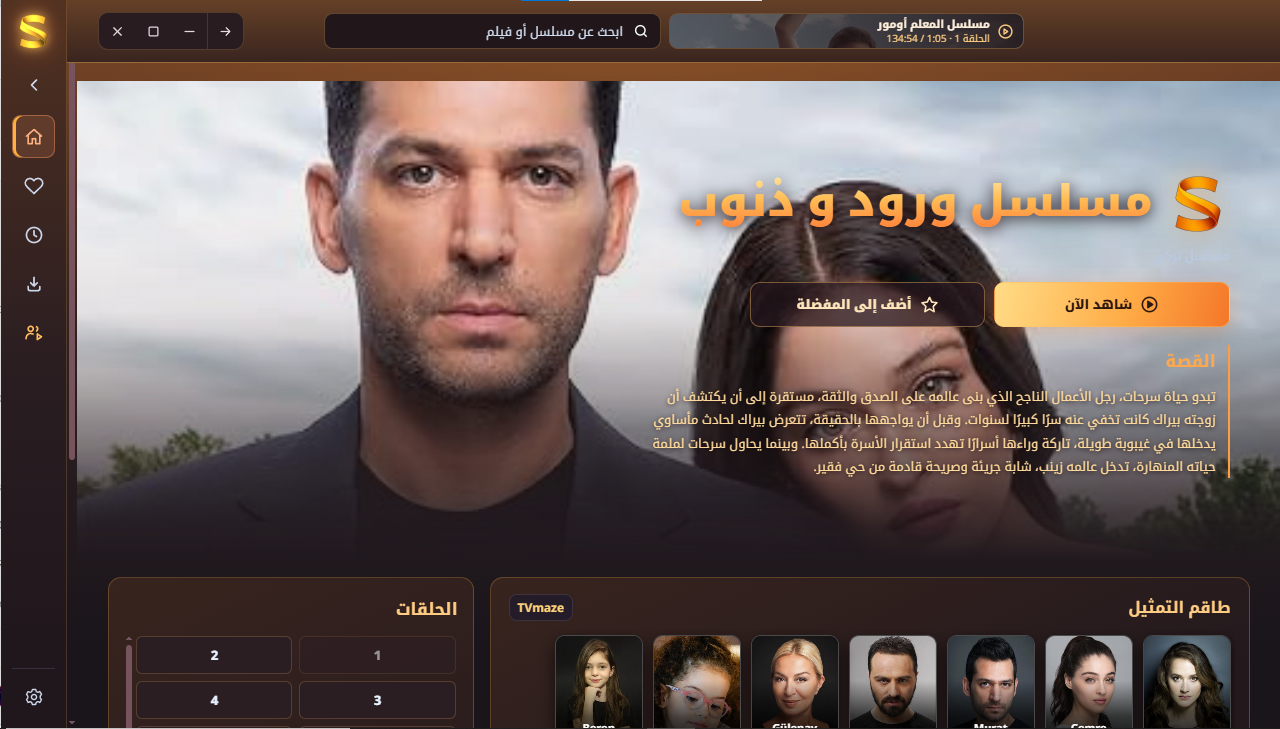 مسلسل المعلم أومور
الحلقة 1 · 1:05 / 134:54
ابحث عن مسلسل أو فيلم
مسلسل ورود و ذنوب
شاهد الآن
أضف إلى المفضلة
القصة
تبدو حياة سرحات، رجل الأعمال الناجح الذي بنى عالمه على الصدق والثقة، مستقرة إلى أن يكتشف أن
زوجته بيراك كانت تخفي عنه سرًا كبيرًا لسنوات. وقبل أن يواجهها بالحقيقة، تتعرض بيراك لحادث مأساوي
يدخلها في غيبوبة طويلة، تاركة وراءها أسرارًا تهدد استقرار الأسرة بأكملها. وبينما يحاول سرحات لملمة
حياته المنهارة، تدخل عالمه زينب، شابة جريئة وصريحة قادمة من حي فقير.
طاقم التمثيل
TVmaze
Cemre
Murat
Gülenay
Beren
الحلقات
1
2
3
4